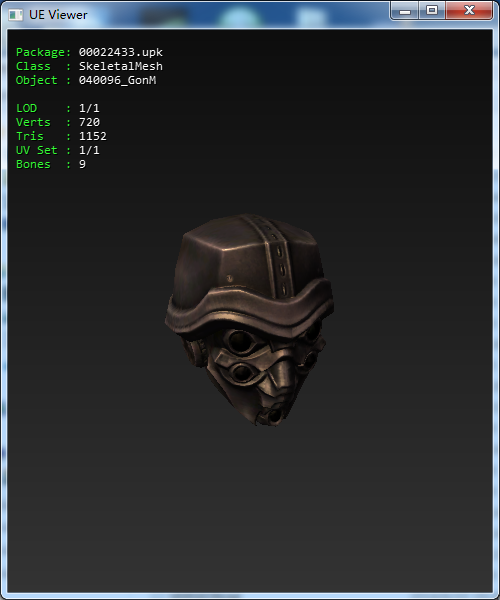 UE Viewer
Package: 00022433.upk
Class : SkeletalMesh
Object : 040096_GonM
LOD : 1/1
Verts : 720
Tris : 1152
UV Set : 1/1
Bones : 9